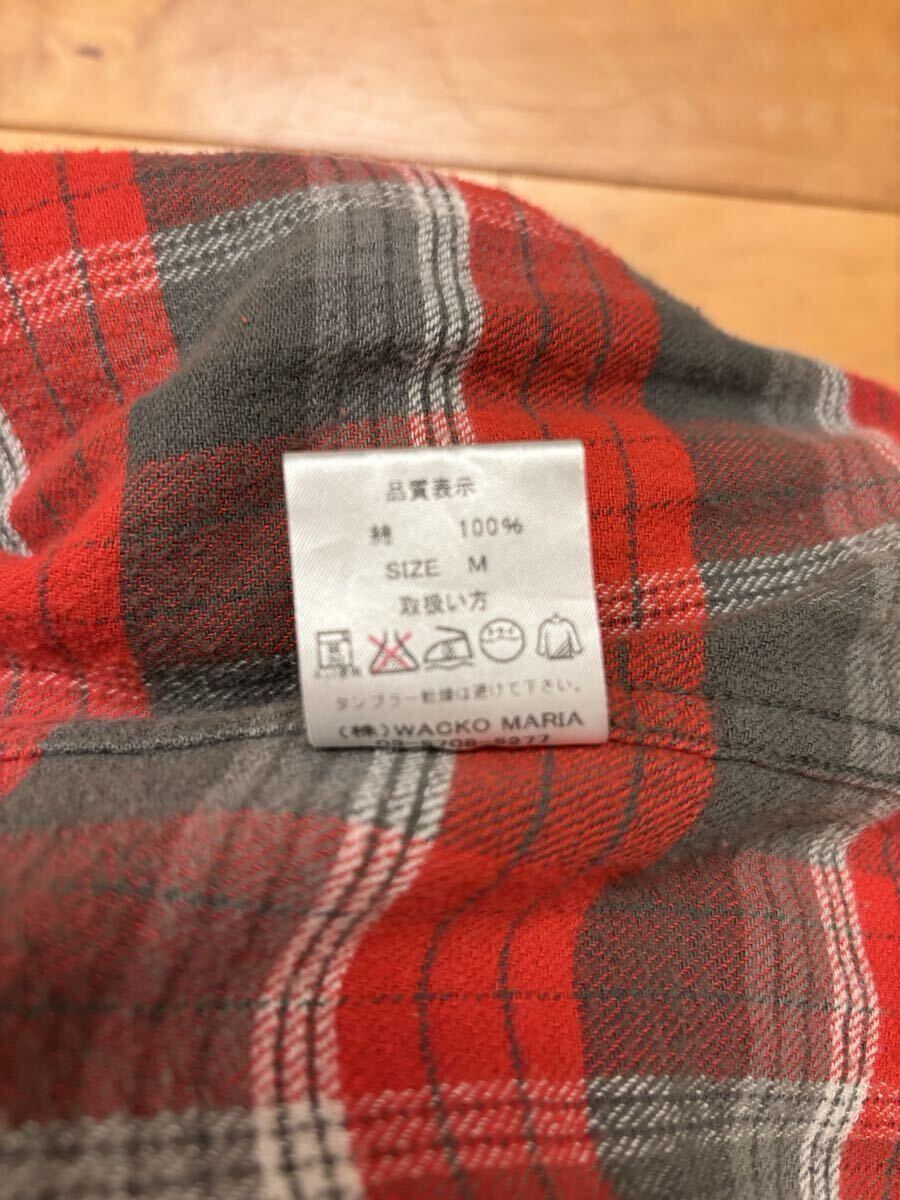 品質表示
綿 100%
SIZE M
取扱い方
タンブラー乾燥は避けて下さい。
(株)WACKO MARIA